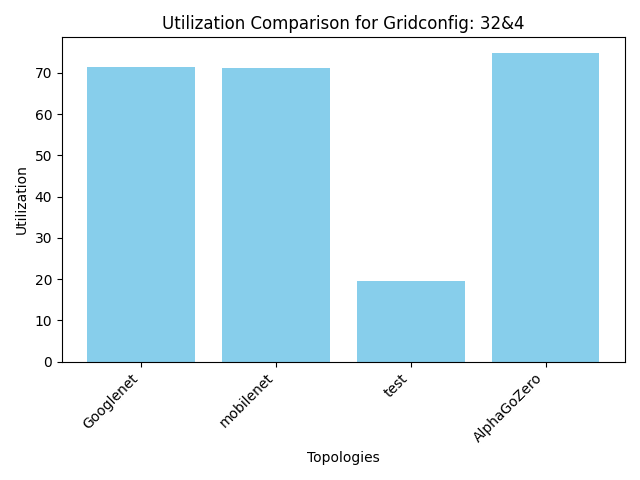 Utilization Comparison for Gridconfig: 32&4
Utilization
70
60
50
40
30
20
10
0
Googlenet
mobilenet
test
AlphaGoZero
Topologies